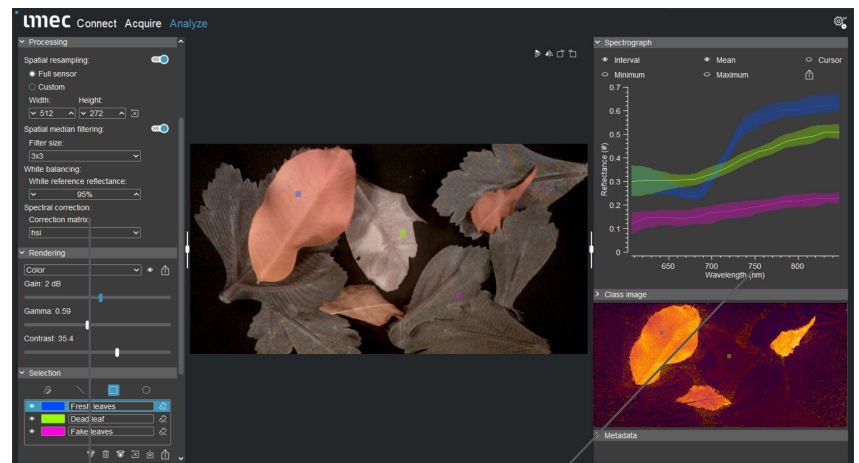 imec Connect Acquire Analyze
Processing
Spatial resampling:
Full sensor
Custom
Width: Height:
512 272
Spatial median filtering:
Filter size:
3x3
White balancing:
White reference reflectance:
95%
Spectral correction:
Correction matrix:
hsi
Rendering
Color
Gain: 2 dB
Gamma: 0.59
Contrast 35.4
Selection
Fresh leaves
Dead leaf
Fake leaves
Spectrograph
Interval Mean Cursor
Minimum Maximum
0.7
0.6
0.5
0.4
0.3
0.2
0.1
0
Reflectance (#)
650 700 750 800
Wavelength (nm)
Class image
Metadata